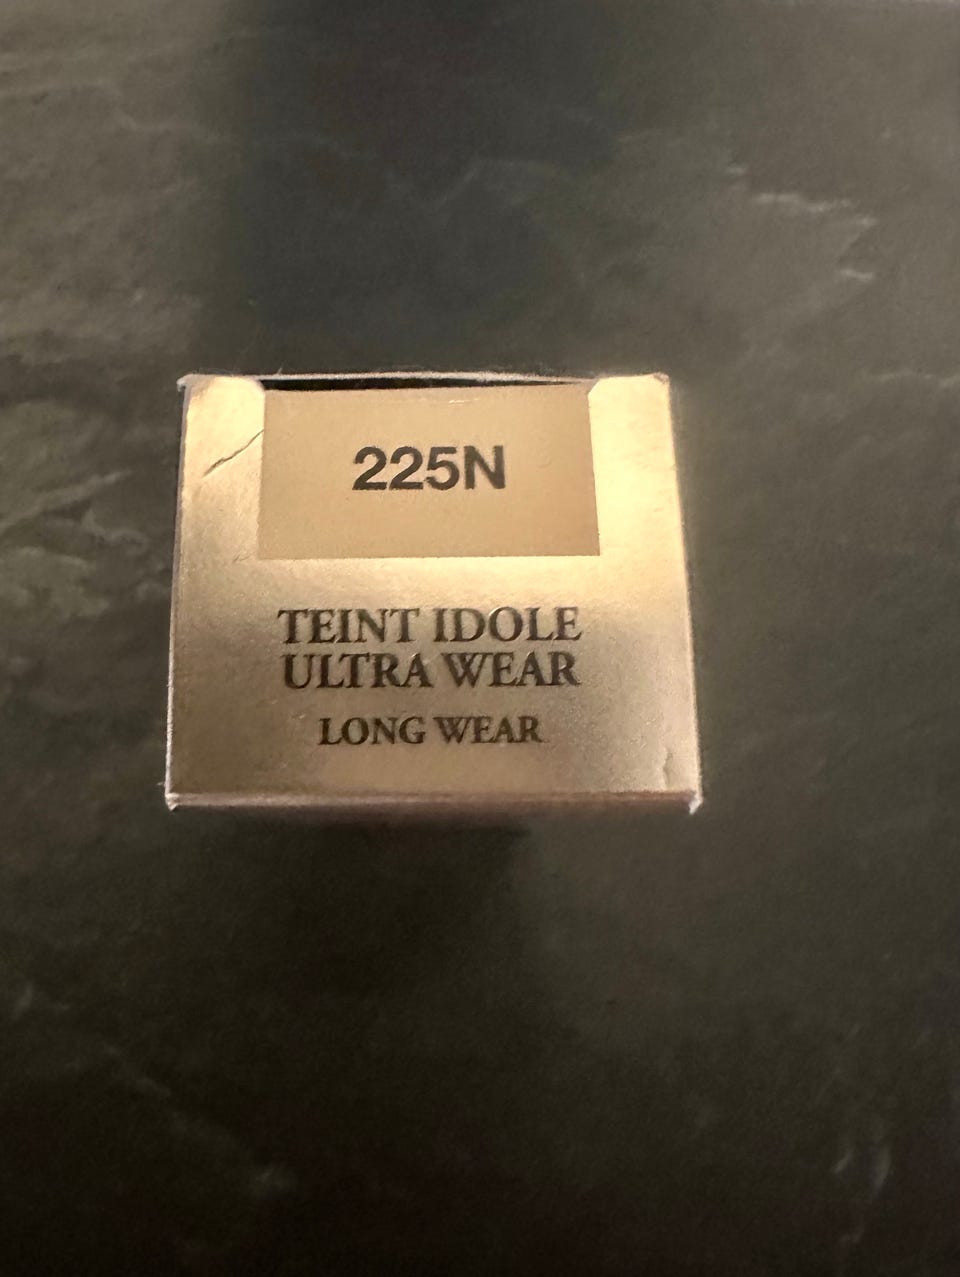 225N
TEINT IDOLE
ULTRA WEAR
LONG WEAR